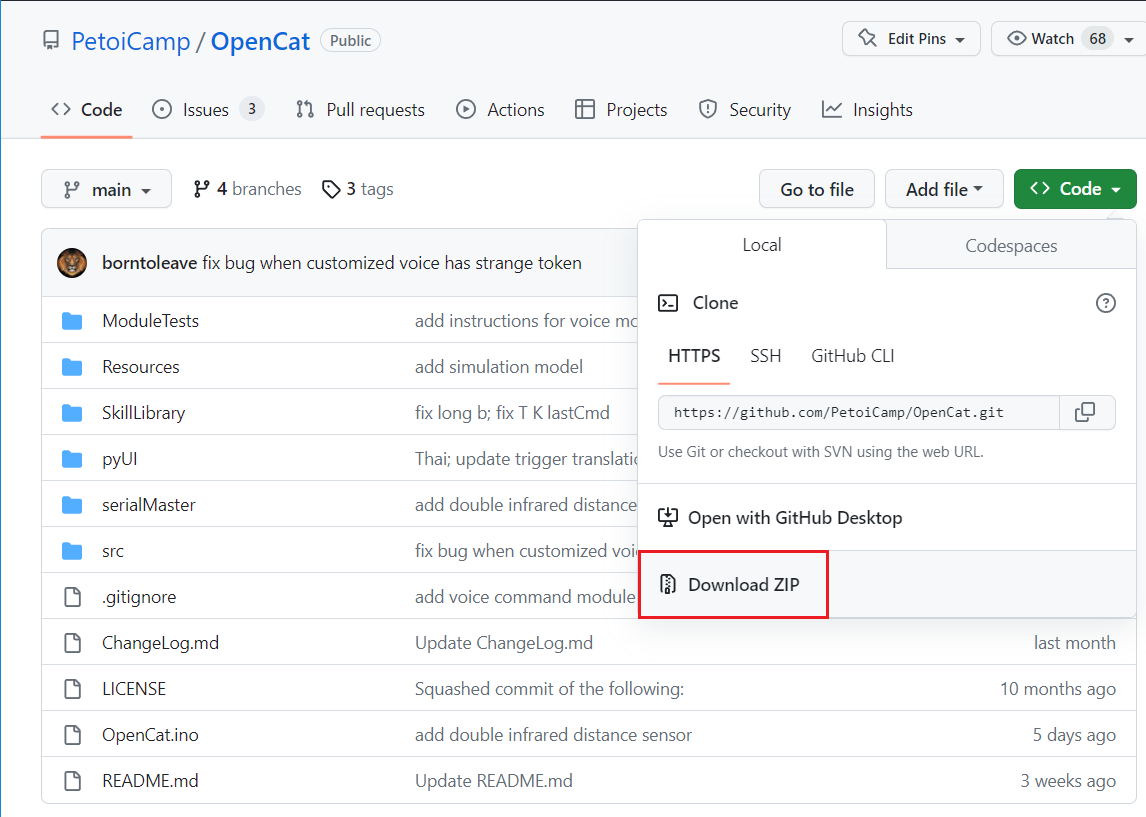 PetoiCamp / OpenCat Public Edit Pins Watch 68
Code Issues 3 Pull requests Actions Projects Security Insights
main 4 branches 3 tags Go to file Add file Code
borntoleave fix bug when customized voice has strange token
ModuleTests add instructions for voice
Resources add simulation model
SkillLibrary fix long b; fix T K lastCmd
pyUI Thai; update trigger
serialMaster add double infrared distance
src fix bug when customized
.gitignore add voice command module
ChangeLog.md Update ChangeLog.md last month
LICENSE Squashed commit of the following: 10 months ago
OpenCat.ino add double infrared distance sensor 5 days ago
README.md Update README.md 3 weeks ago
Local Codespaces
Clone
HTTPS SSH GitHub CLI
https://github.com/PetoiCamp/OpenCat.git
Use Git or checkout with SVN using the web URL.
Open with GitHub Desktop
Download ZIP